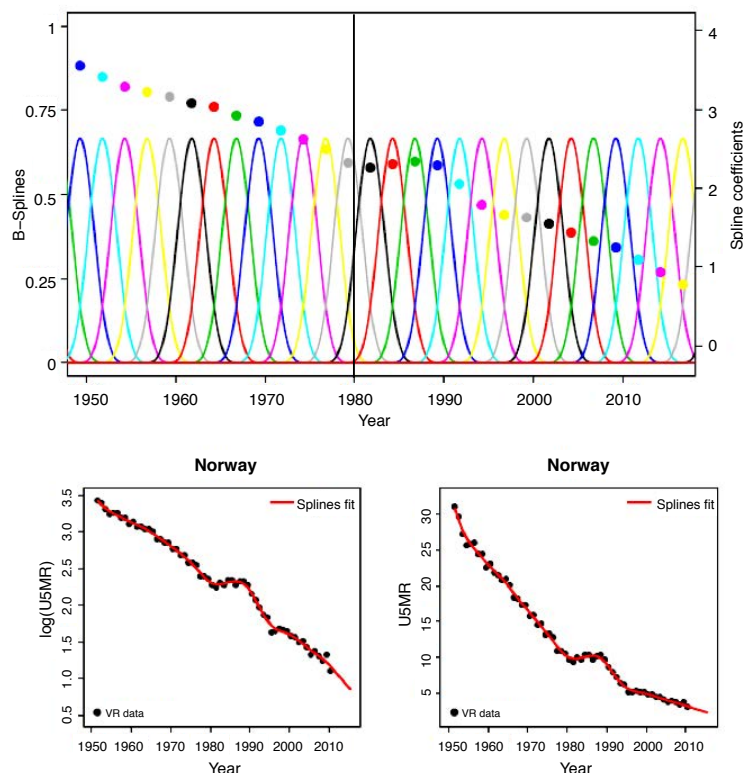 1
0.75
0.5
0.25
0
B–Splines
4
3
2
1
0
Spline coefficients
1950 1960 1970 1980 1990 2000 2010
Year
Norway
3.5
3.0
2.5
2.0
1.5
1.0
0.5
log(U5MR)
Splines fit
VR data
1950 1960 1970 1980 1990 2000 2010
Year
Norway
30
25
20
15
10
5
U5MR
Splines fit
VR data
1950 1960 1970 1980 1990 2000 2010
Year